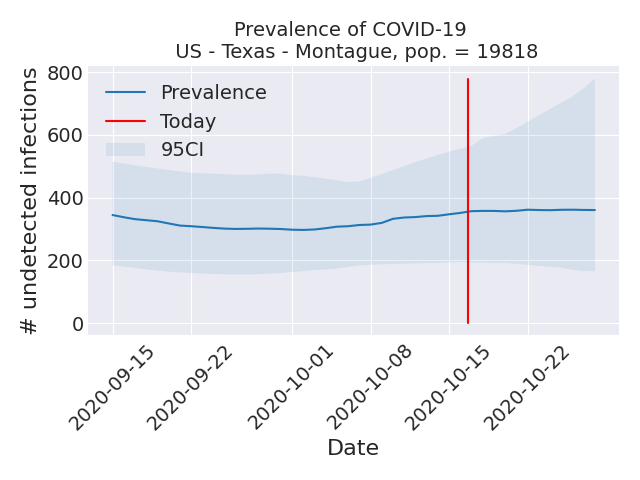 Prevalence of COVID-19
US - Texas - Montague, pop. = 19818
# undetected infections
800
600
400
200
0
Prevalence
Today
95CI
2020-09-15
2020-09-22
2020-10-01
2020-10-08
2020-10-15
2020-10-22
Date